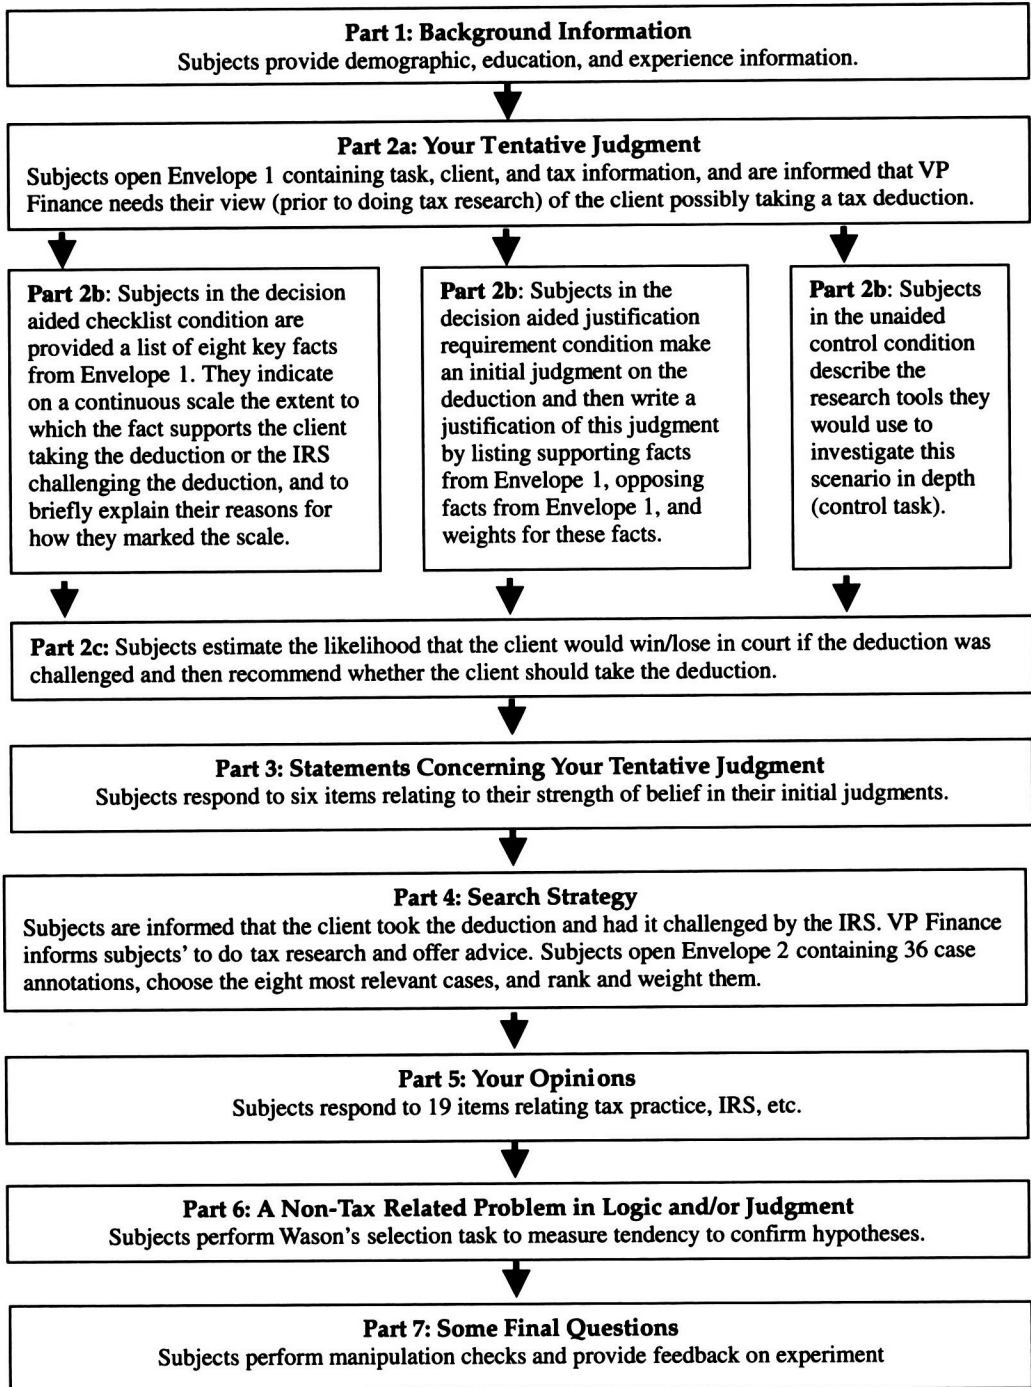 Part 1: Background Information
Subjects provide demographic, education, and experience information.
Part 2a: Your Tentative Judgment
Subjects open Envelope 1 containing task, client, and tax information, and are informed that VP
Finance needs their view (prior to doing tax research) of the client possibly taking a tax deduction.
Part 2b: Subjects in the decision
aided checklist condition are
provided a list of eight key facts
from Envelope 1. They indicate
on a continuous scale the extent to
which the fact supports the client
taking the deduction or the IRS
challenging the deduction, and to
briefly explain their reasons for
how they marked the scale.
Part 2b: Subjects in the
decision aided justification
requirement condition make
an initial judgment on the
deduction and then write a
justification of this judgment
by listing supporting facts
from Envelope 1, opposing
facts from Envelope 1, and
weights for these facts.
Part 2b: Subjects
in the unaided
control condition
describe the
research tools they
would use to
investigate this
scenario in depth
(control task).
Part 2c: Subjects estimate the likelihood that the client would win/lose in court if the deduction was
challenged and then recommend whether the client should take the deduction.
Part 3: Statements Concerning Your Tentative Judgment
Subjects respond to six items relating to their strength of belief in their initial judgments.
Part 4: Search Strategy
Subjects are informed that the client took the deduction and had it challenged by the IRS. VP Finance
informs subjects' to do tax research and offer advice. Subjects open Envelope 2 containing 36 case
annotations, choose the eight most relevant cases, and rank and weight them.
Part 5: Your Opinions
Subjects respond to 19 items relating tax practice, IRS, etc.
Part 6: A Non-Tax Related Problem in Logic and/or Judgment
Subjects perform Wason's selection task to measure tendency to confirm hypotheses.
Part 7: Some Final Questions
Subjects perform manipulation checks and provide feedback on experiment